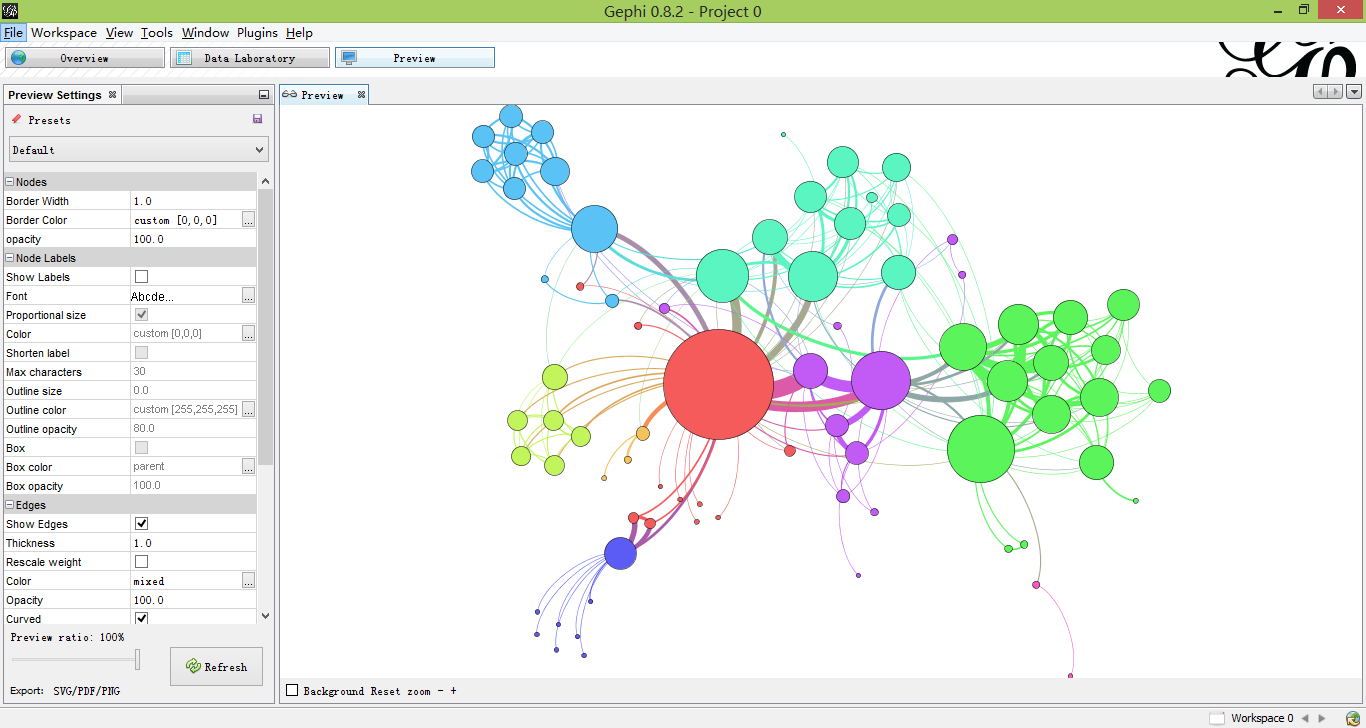 Gephi 0.8.2 - Project 0
File Workspace View Tools Window Plugins Help
Overview Data Laboratory Preview
Preview Settings
Presets
Default
Nodes
Border Width 1.0
Border Color custom [0,0,0] ...
opacity 100.0
Node Labels
Show Labels
Font Abcde... ...
Proportional size
Color custom [0,0,0] ...
Shorten label
Max characters 30
Outline size 0.0
Outline color custom [255,255,255] ...
Outline opacity 80.0
Box
Box color parent ...
Box opacity 100.0
Edges
Show Edges
Thickness 1.0
Rescale weight
Color mixed ...
Opacity 100.0
Curved
Preview ratio: 100%
Refresh
Export: SVG/PDF/PNG
Preview
Background Reset zoom - +
Workspace 0